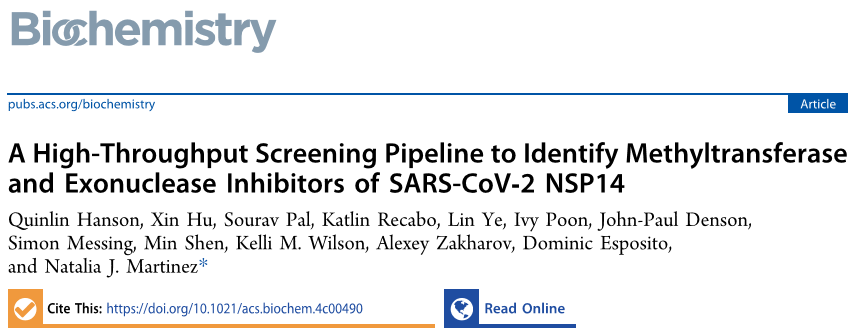 Biochemistry
pubs.acs.org/biochemistry
Article
A High-Throughput Screening Pipeline to Identify Methyltransferase
and Exonuclease Inhibitors of SARS-CoV-2 NSP14
Quinlin Hanson, Xin Hu, Sourav Pal, Katlin Recabo, Lin Ye, Ivy Poon, John-Paul Denson,
Simon Messing, Min Shen, Kelli M. Wilson, Alexey Zakharov, Dominic Esposito,
and Natalia J. Martinez*
Cite This: https://doi.org/10.1021/acs.biochem.4c00490
Read Online